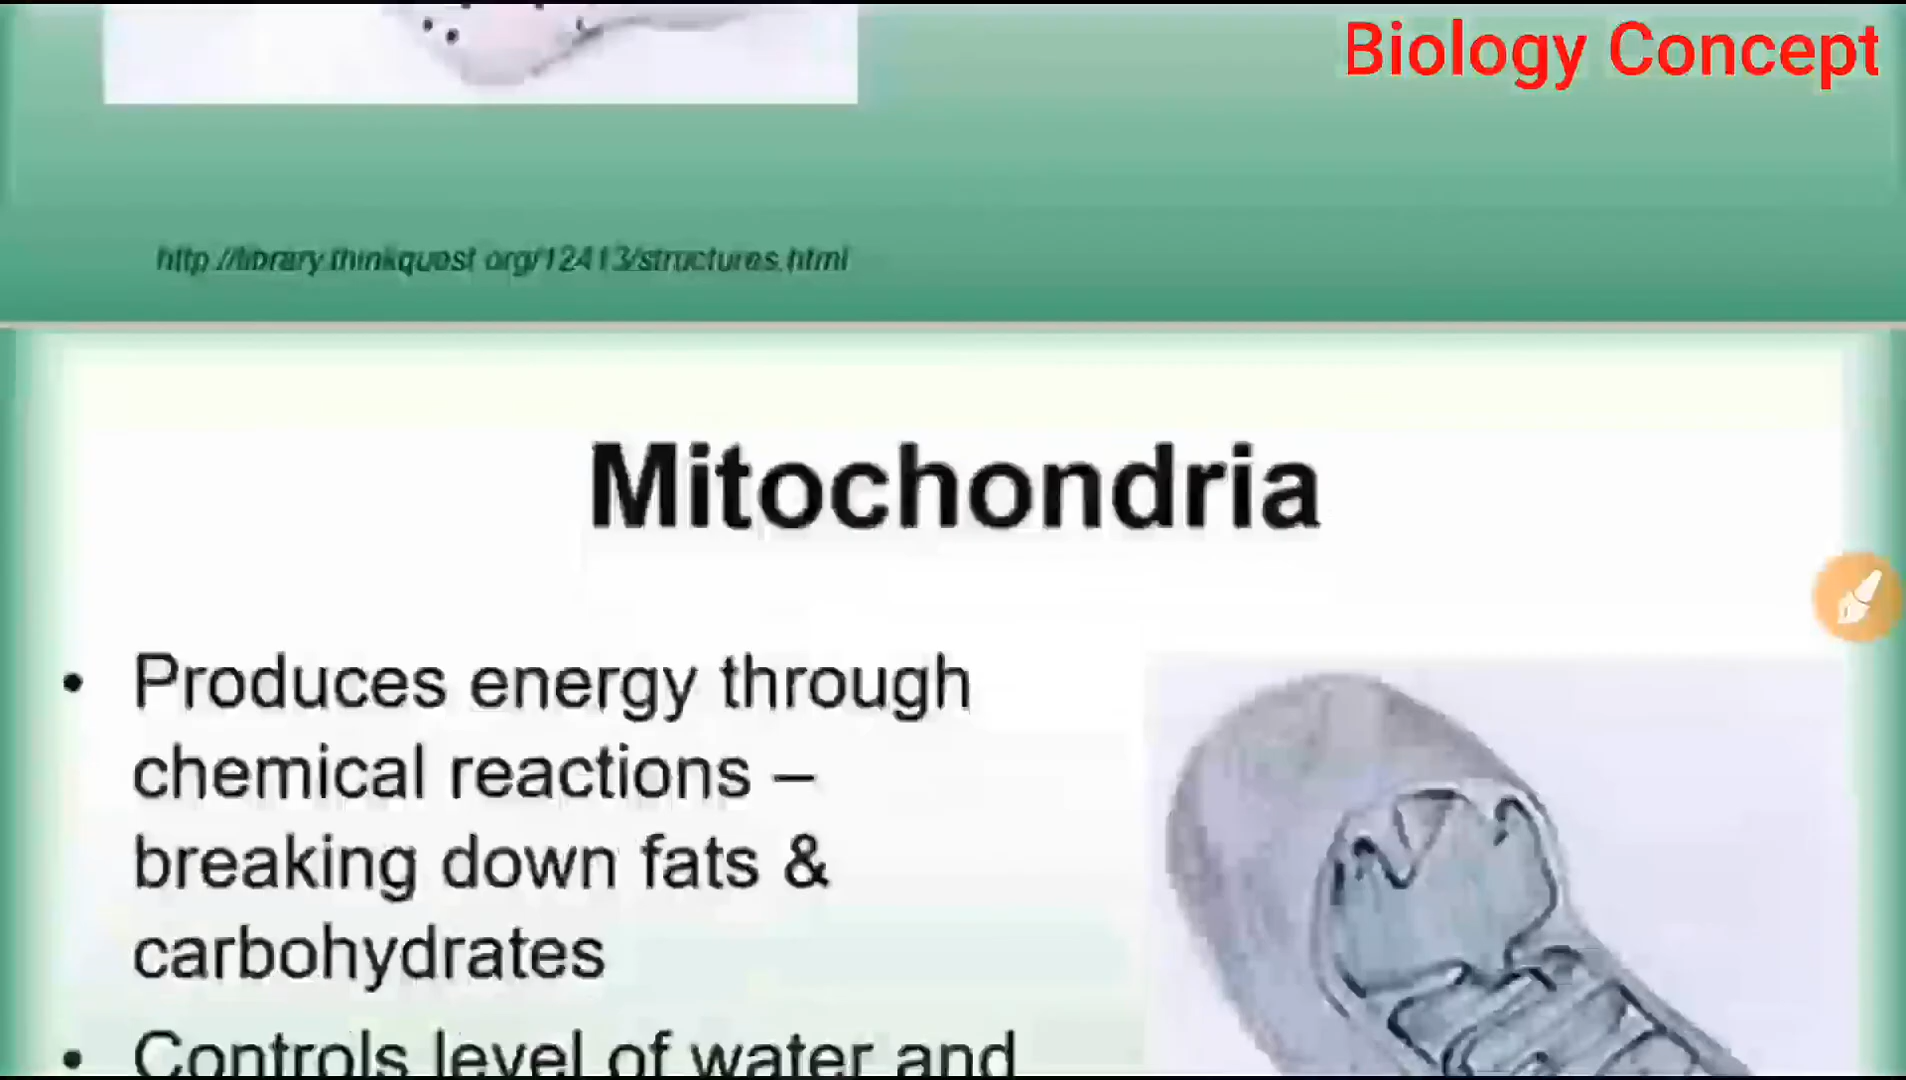 Biology Concept
http://library.thinkquest.org/12413/structures.html
Mitochondria
• Produces energy through
chemical reactions –
breaking down fats &
carbohydrates
• Controls level of water and